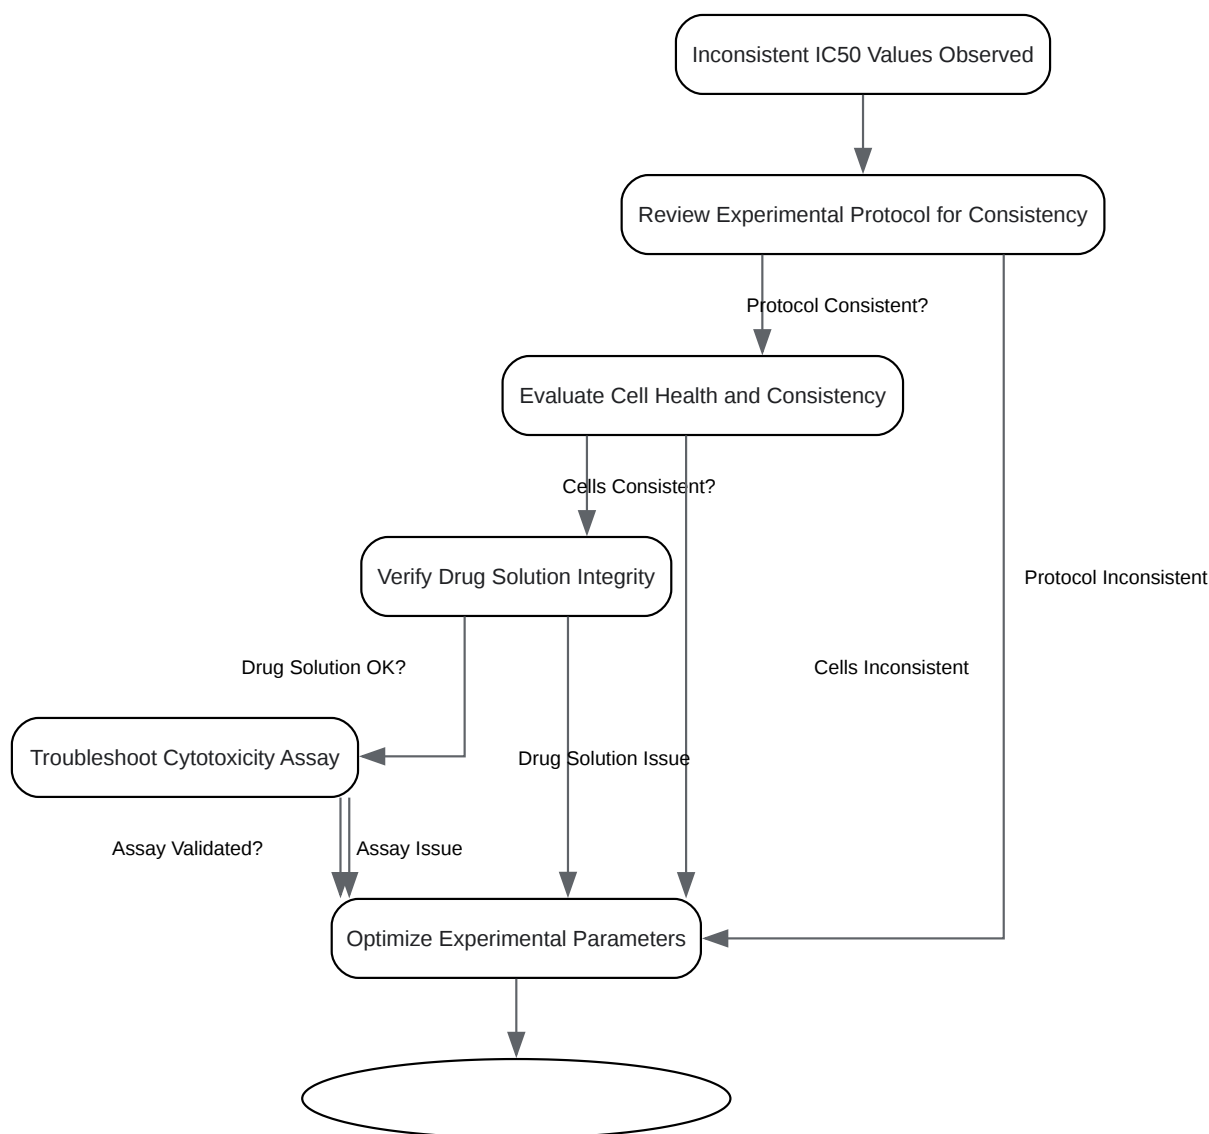 Inconsistent IC50 Values Observed
Review Experimental Protocol for Consistency
Protocol Consistent?
Evaluate Cell Health and Consistency
Cells Consistent?
Verify Drug Solution Integrity
Protocol Inconsistent
Drug Solution OK?
Cells Inconsistent
Troubleshoot Cytotoxicity Assay
Drug Solution Issue
Assay Validated?
Assay Issue
Optimize Experimental Parameters